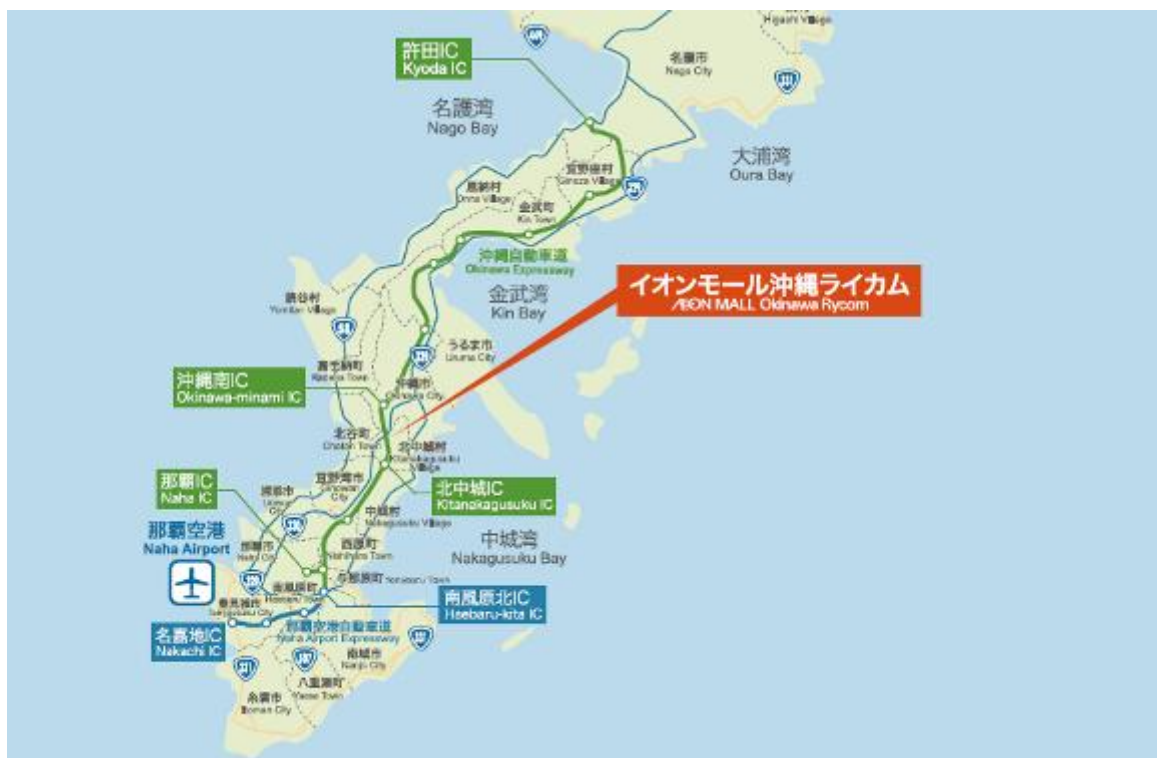 Higashi Village
許田IC
Kyoda IC
名護市
Nago City
名護湾
Nago Bay
大浦湾
Oura Bay
宜野座村
Ginoza Village
恩納村
Onna Village
金武町
Kin Town
沖縄自動車道
Okinawa Expressway
イオンモール沖縄ライカム
ÆON MALL Okinawa Rycom
金武湾
Kin Bay
読谷村
Yomitan Village
うるま市
Uruma City
嘉手納町
Kadena Town
沖縄南IC
Okinawa-minami IC
沖縄市
Okinawa City
北谷町
Chatan Town
北中城村
Kitanakagusuku
Village
那覇IC
Naha IC
宜野湾市
Ginowan
City
浦添市
City
北中城IC
Kitanakagusuku IC
中城村
Nakagusuku Village
那覇空港
Naha Airport
那覇市
Naha City
西原町
Nishihara Town
中城湾
Nakagusuku Bay
与那原町 Yonabaru Town
南風原町
Haebaru Town
南風原北IC
Haebaru-kita IC
豊見城市
Tomigusuku City
名嘉地IC
Nakachi IC
那覇空港自動車道
Naha Airport Expressway
南城市
Nanjo City
八重瀬町
Yaese Town
糸満市
Itoman City